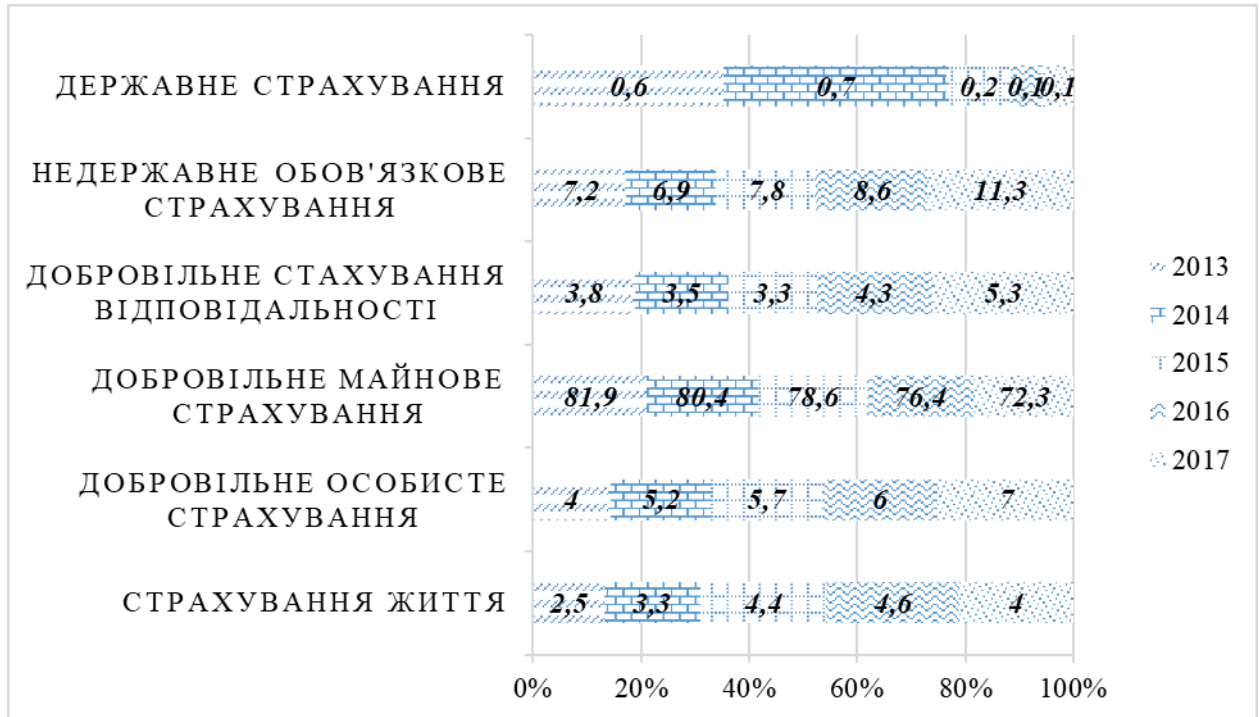 ДЕРЖАВНЕ СТРАХУВАННЯ
0,6 0,7 0,2 0,1 0,1
НЕДЕРЖАВНЕ ОБОВ'ЯЗКОВЕ
СТРАХУВАННЯ
7,2 6,9 7,8 8,6 11,3
ДОБРОВІЛЬНЕ СТАХУВАННЯ
ВІДПОВІДАЛЬНОСТІ
3,8 3,5 3,3 4,3 5,3
ДОБРОВІЛЬНЕ МАЙНОВЕ
СТРАХУВАННЯ
81,9 80,4 78,6 76,4 72,3
ДОБРОВІЛЬНЕ ОСОБИСТЕ
СТРАХУВАННЯ
4 5,2 5,7 6 7
СТРАХУВАННЯ ЖИТТЯ
2,5 3,3 4,4 4,6 4
0% 20% 40% 60% 80% 100%
2013
2014
2015
2016
2017